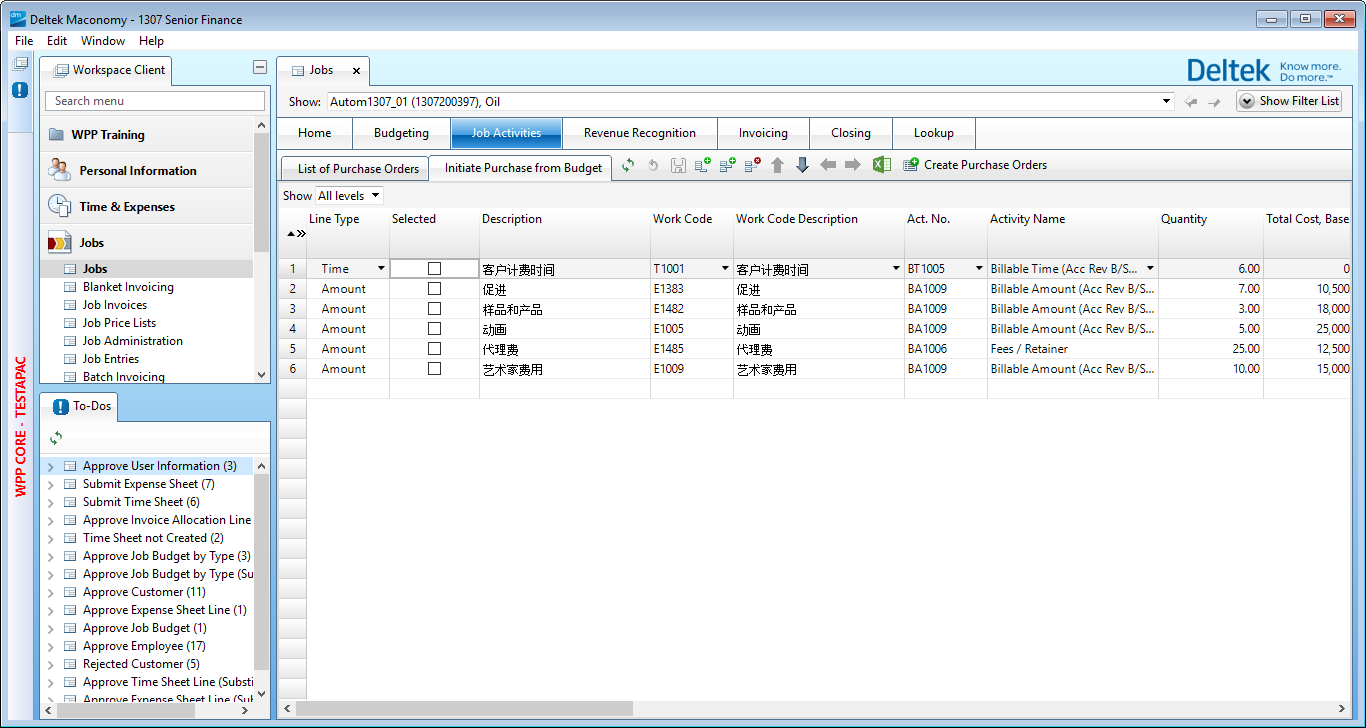 Deltek Maconomy - 1307 Senior Finance
File Edit Window Help
Workspace Client
Search menu
WPP Training
Personal Information
Time & Expenses
Jobs
Jobs
Blanket Invoicing
Job Invoices
Job Price Lists
Job Administration
Job Entries
Batch Invoicing
WPP CORE - TESTAPAC
To-Dos
Approve User Information (3)
Submit Expense Sheet (7)
Submit Time Sheet (6)
Approve Invoice Allocation Line
Time Sheet not Created (2)
Approve Job Budget by Type (3)
Approve Job Budget by Type (Su
Approve Customer (11)
Approve Expense Sheet Line (1)
Approve Job Budget (1)
Approve Employee (17)
Rejected Customer (5)
Approve Time Sheet Line (Substi
Approve Expense Sheet Line (Sul
Jobs
Deltek Know more.
Do more.™
Show: Autom1307_01 (1307200397), Oil Show Filter List
Home Budgeting Job Activities Revenue Recognition Invoicing Closing Lookup
List of Purchase Orders Initiate Purchase from Budget Create Purchase Orders
Show All levels
Line Type Selected Description Work Code Work Code Description Act. No. Activity Name Quantity Total Cost, Base
1 Time 客户计费时间 T1001 客户计费时间 BT1005 Billable Time (Acc Rev B/S... 6.00 0
2 Amount 促进 E1383 促进 BA1009 Billable Amount (Acc Rev B/S... 7.00 10,500
3 Amount 样品和产品 E1482 样品和产品 BA1009 Billable Amount (Acc Rev B/S... 3.00 18,000
4 Amount 动画 E1005 动画 BA1009 Billable Amount (Acc Rev B/S... 5.00 25,000
5 Amount 代理费 E1485 代理费 BA1006 Fees / Retainer 25.00 12,500
6 Amount 艺术家费用 E1009 艺术家费用 BA1009 Billable Amount (Acc Rev B/S... 10.00 15,000